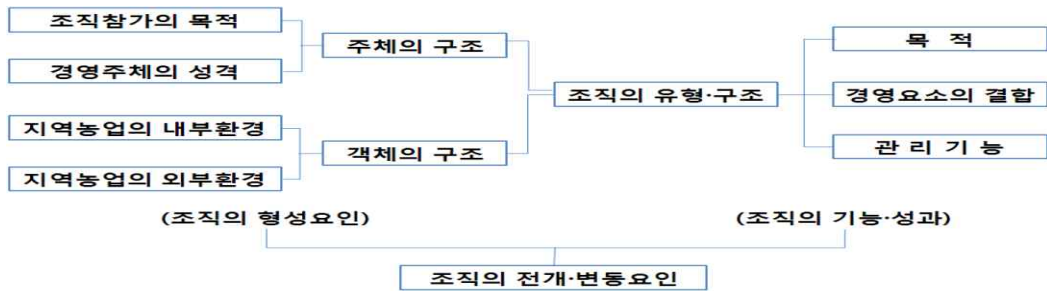 조직참가의 목적
주체의 구조
목 적
경영주체의 성격
조직의 유형·구조
경영요소의 결합
지역농업의 내부환경
객체의 구조
관 리 기 능
지역농업의 외부환경
(조직의 형성요인)
(조직의 기능·성과)
조직의 전개·변동요인